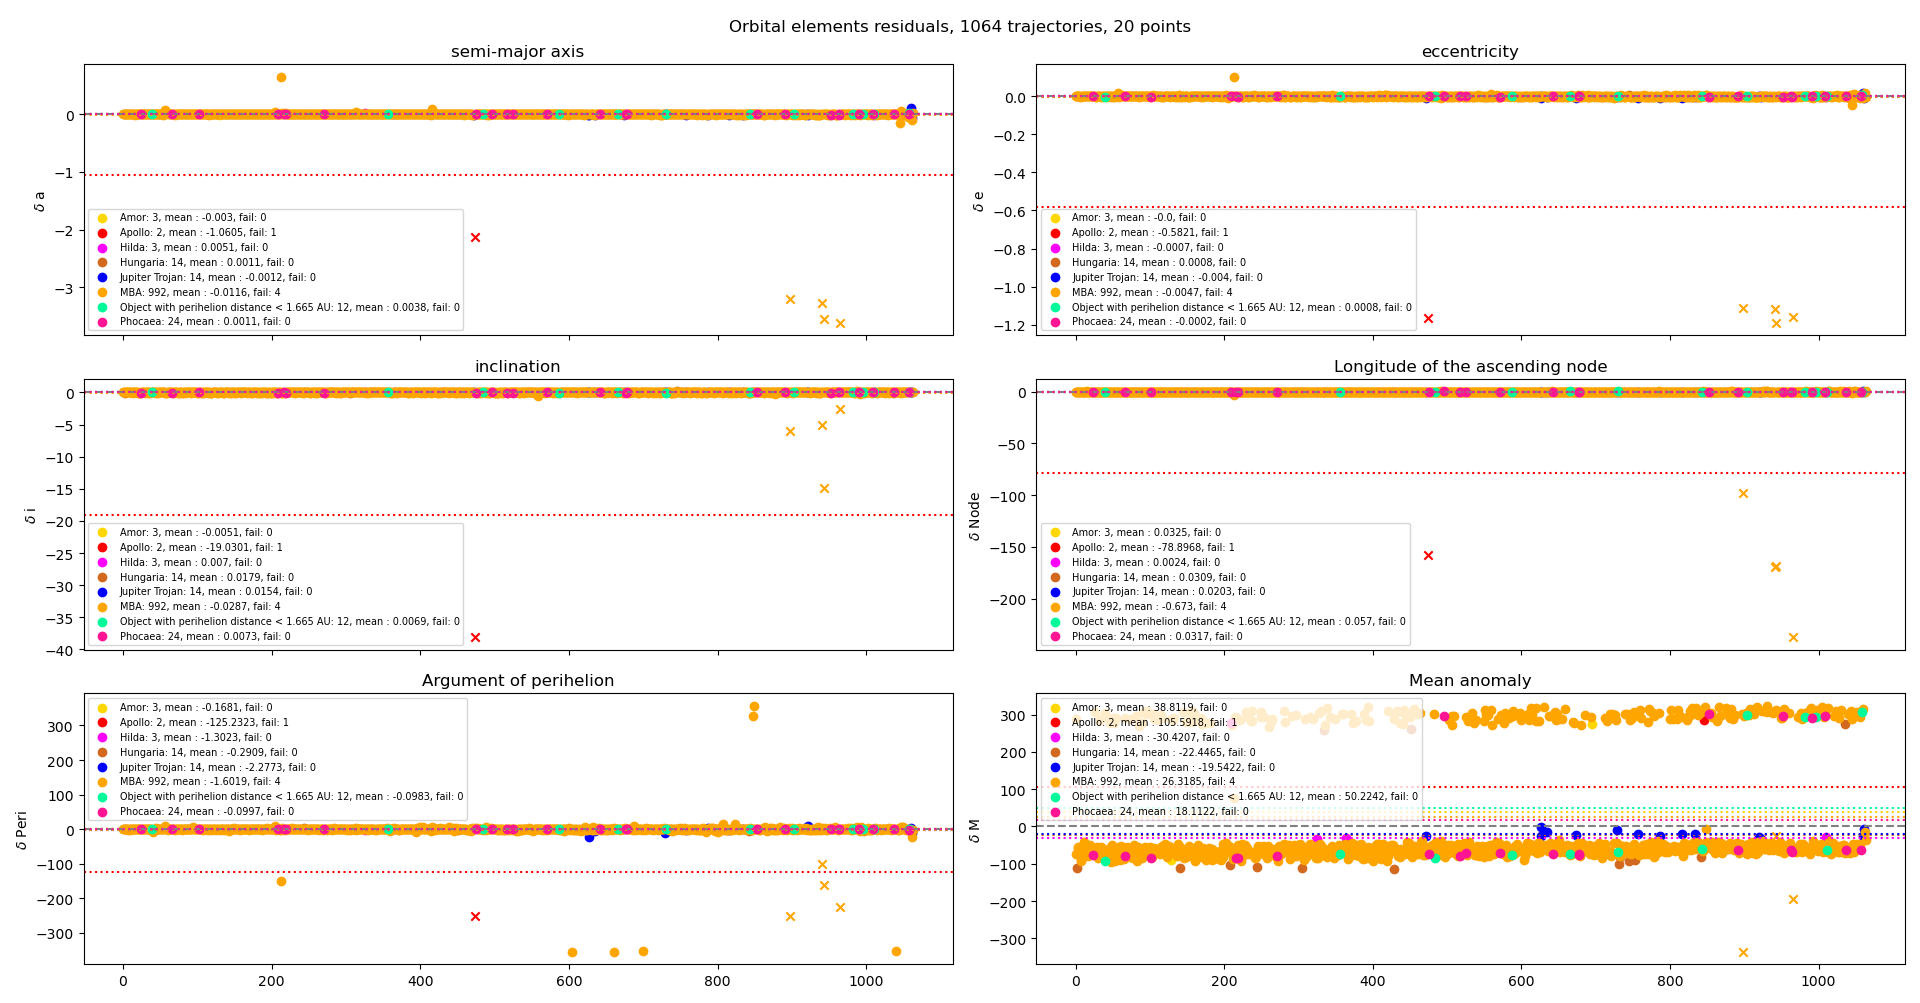 Orbital elements residuals, 1064 trajectories, 20 points
semi-major axis
0
−1
−2
−3
δ a
Amor: 3, mean : -0.003, fail: 0
Apollo: 2, mean : -1.0605, fail: 1
Hilda: 3, mean : 0.0051, fail: 0
Hungaria: 14, mean : 0.0011, fail: 0
Jupiter Trojan: 14, mean : -0.0012, fail: 0
MBA: 992, mean : -0.0116, fail: 4
Object with perihelion distance < 1.665 AU: 12, mean : 0.0038, fail: 0
Phocaea: 24, mean : 0.0011, fail: 0
eccentricity
0.0
−0.2
−0.4
−0.6
−0.8
−1.0
−1.2
δ e
Amor: 3, mean : -0.0, fail: 0
Apollo: 2, mean : -0.5821, fail: 1
Hilda: 3, mean : -0.0007, fail: 0
Hungaria: 14, mean : 0.0008, fail: 0
Jupiter Trojan: 14, mean : -0.004, fail: 0
MBA: 992, mean : -0.0047, fail: 4
Object with perihelion distance < 1.665 AU: 12, mean : 0.0008, fail: 0
Phocaea: 24, mean : -0.0002, fail: 0
inclination
0
−5
−10
−15
−20
−25
−30
−35
−40
δ i
Amor: 3, mean : -0.0051, fail: 0
Apollo: 2, mean : -19.0301, fail: 1
Hilda: 3, mean : 0.007, fail: 0
Hungaria: 14, mean : 0.0179, fail: 0
Jupiter Trojan: 14, mean : 0.0154, fail: 0
MBA: 992, mean : -0.0287, fail: 4
Object with perihelion distance < 1.665 AU: 12, mean : 0.0069, fail: 0
Phocaea: 24, mean : 0.0073, fail: 0
Longitude of the ascending node
0
−50
−100
−150
−200
δ Node
Amor: 3, mean : 0.0325, fail: 0
Apollo: 2, mean : -78.8968, fail: 1
Hilda: 3, mean : 0.0024, fail: 0
Hungaria: 14, mean : 0.0309, fail: 0
Jupiter Trojan: 14, mean : 0.0203, fail: 0
MBA: 992, mean : -0.673, fail: 4
Object with perihelion distance < 1.665 AU: 12, mean : 0.057, fail: 0
Phocaea: 24, mean : 0.0317, fail: 0
Argument of perihelion
300
200
100
0
−100
−200
−300
δ Peri
Amor: 3, mean : -0.1681, fail: 0
Apollo: 2, mean : -125.2323, fail: 1
Hilda: 3, mean : -1.3023, fail: 0
Hungaria: 14, mean : -0.2909, fail: 0
Jupiter Trojan: 14, mean : -2.2773, fail: 0
MBA: 992, mean : -1.6019, fail: 4
Object with perihelion distance < 1.665 AU: 12, mean : -0.0983, fail: 0
Phocaea: 24, mean : -0.0997, fail: 0
0 200 400 600 800 1000
Mean anomaly
300
200
100
0
−100
−200
−300
δ M
Amor: 3, mean : 38.8119, fail: 0
Apollo: 2, mean : 105.5918, fail: 1
Hilda: 3, mean : -30.4207, fail: 0
Hungaria: 14, mean : -22.4465, fail: 0
Jupiter Trojan: 14, mean : -19.5422, fail: 0
MBA: 992, mean : 26.3185, fail: 4
Object with perihelion distance < 1.665 AU: 12, mean : 50.2242, fail: 0
Phocaea: 24, mean : 18.1122, fail: 0
0 200 400 600 800 1000